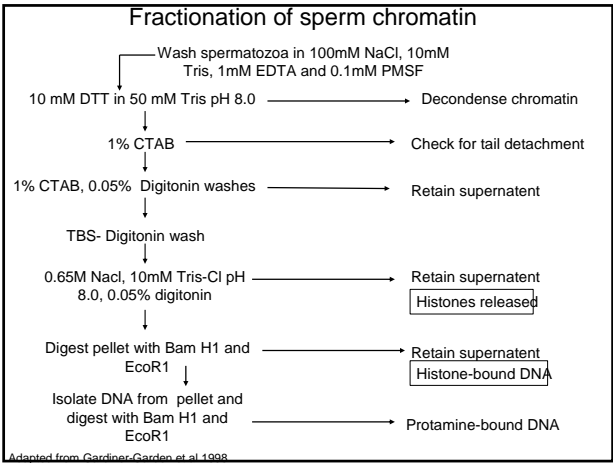 Fractionation of sperm chromatin
Wash spermatozoa in 100mM NaCl, 10mM
Tris, 1mM EDTA and 0.1mM PMSF
10 mM DTT in 50 mM Tris pH 8.0
Decondense chromatin
1% CTAB
Check for tail detachment
1% CTAB, 0.05% Digitonin washes
Retain supernatent
TBS- Digitonin wash
0.65M Nacl, 10mM Tris-Cl pH
8.0, 0.05% digitonin
Retain supernatent
Histones released
Digest pellet with Bam H1 and
EcoR1
Retain supernatent
Histone-bound DNA
Isolate DNA from pellet and
digest with Bam H1 and
EcoR1
Protamine-bound DNA
Adapted from Gardiner-Garden et al 1998